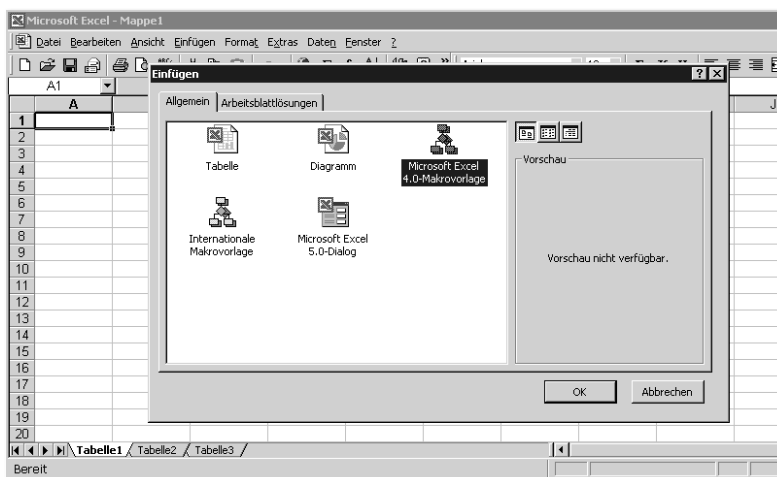 Microsoft Excel - Mappe1
Datei Bearbeiten Ansicht Einfügen Format Extras Daten Fenster ?
A1
Einfügen
Allgemein Arbeitsblattlösungen
A
J
1
2
3
4
5
6
7
8
9
10
11
12
13
14
15
16
17
18
19
20
Tabelle
Diagramm
Microsoft Excel
4.0-Makrovorlage
Internationale
Makrovorlage
Microsoft Excel
5.0-Dialog
Vorschau
Vorschau nicht verfügbar.
OK Abbrechen
Tabelle1 Tabelle2 Tabelle3
Bereit